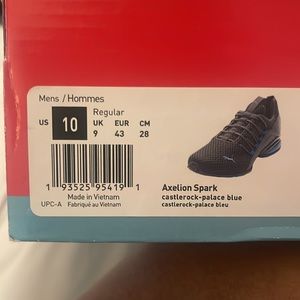 Mens / Hommes
Regular
US 10 UK EUR CM
9 43 28
1 93525 95419 1
Made in Vietnam
UPC-A Fabriqué au Vietnam
Axelion Spark
castlerock-palace blue
castlerock-palace bleu